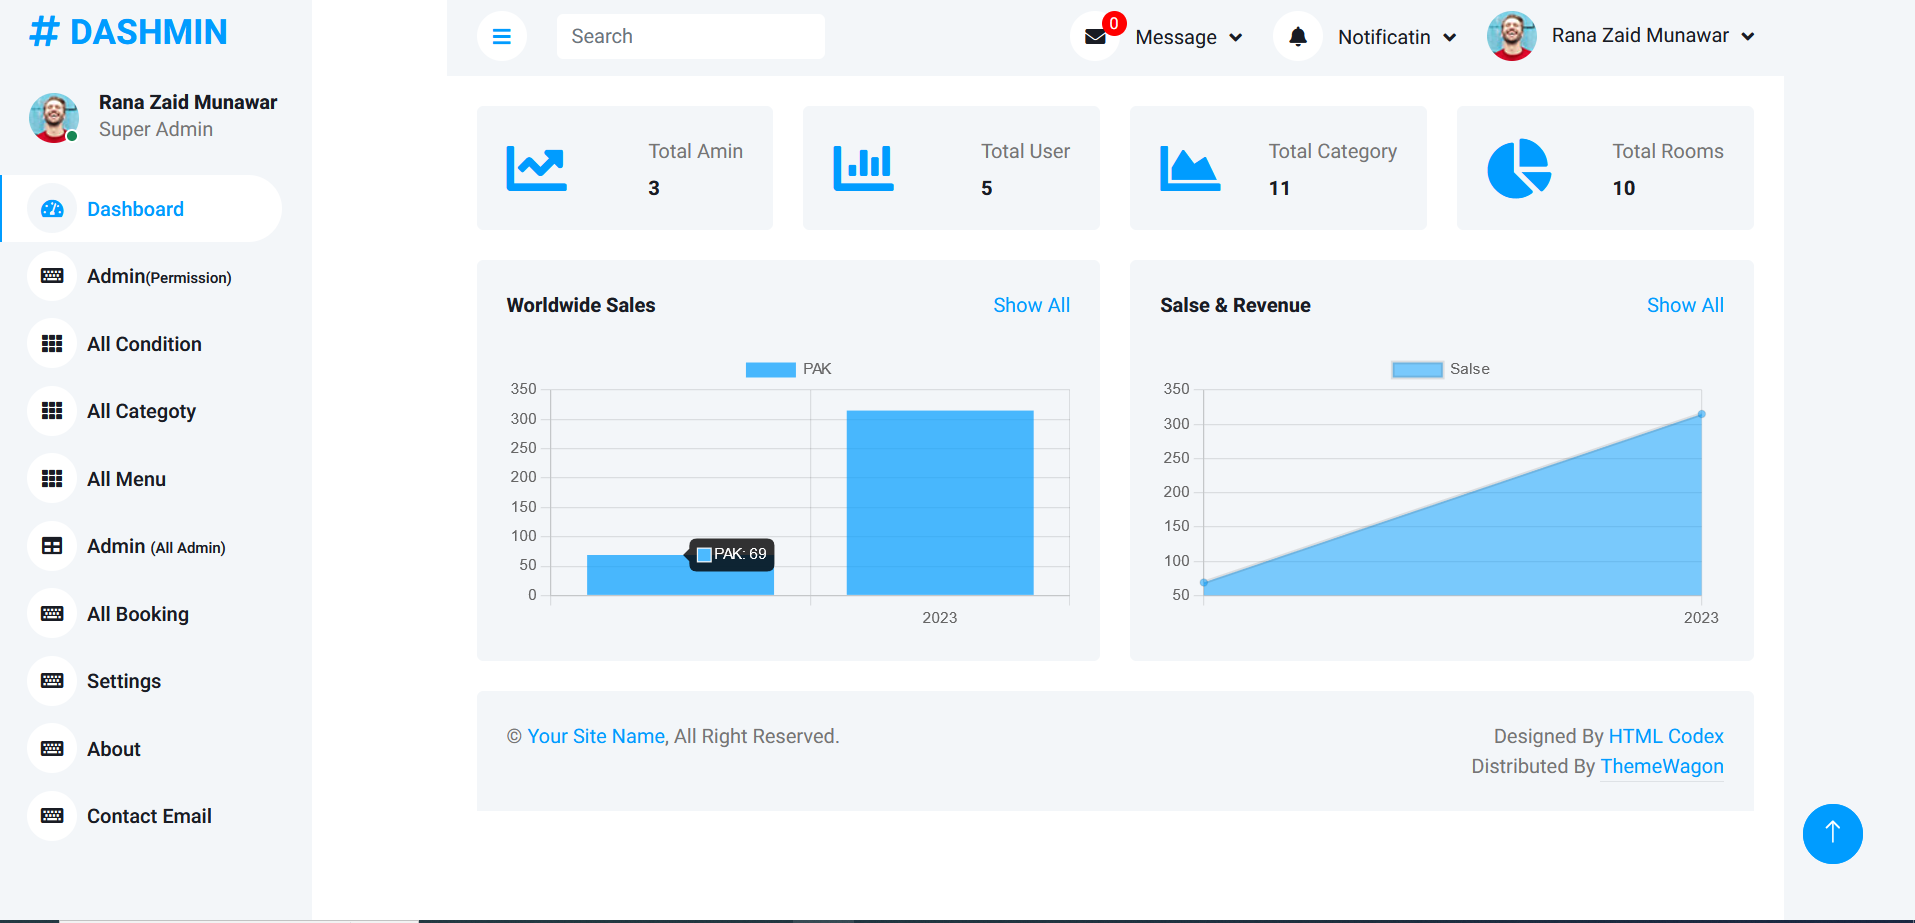 # DASHMIN
Rana Zaid Munawar
Super Admin
Dashboard
Admin(Permission)
All Condition
All Categoty
All Menu
Admin (All Admin)
All Booking
Settings
About
Contact Email
Search
0
Message
Notificatin
Rana Zaid Munawar
Total Amin
3
Total User
5
Total Category
11
Total Rooms
10
Worldwide Sales
Show All
PAK
350
300
250
200
150
100
50
0
PAK: 69
2023
Salse & Revenue
Show All
Salse
350
300
250
200
150
100
50
2023
© Your Site Name, All Right Reserved.
Designed By HTML Codex
Distributed By ThemeWagon